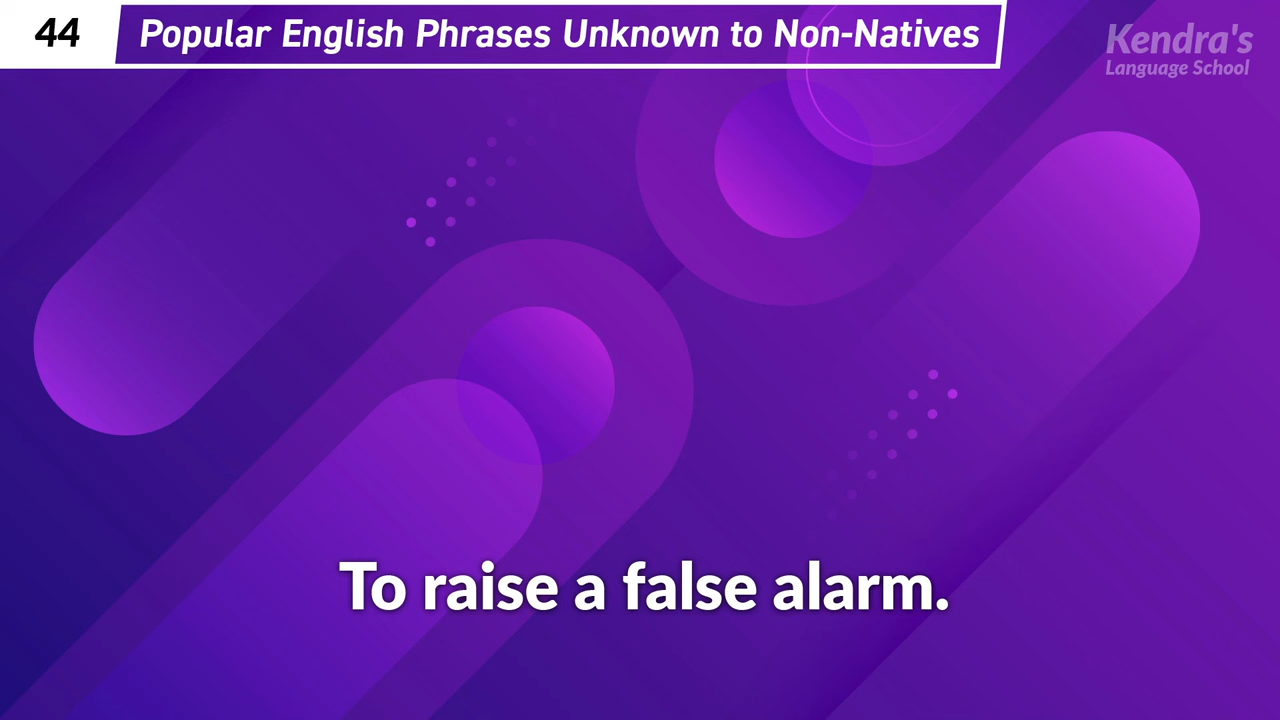 44
Popular English Phrases Unknown to Non-Natives
Kendra's
Language School
To raise a false alarm.